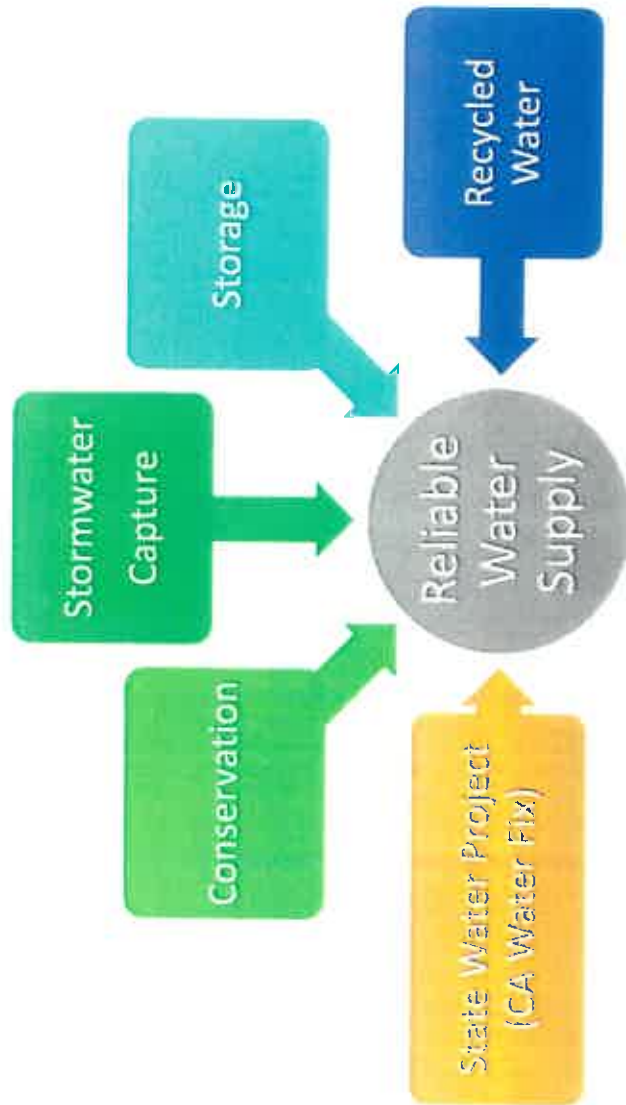 State Water Project
(CA Water Fix)
Conservation
Stormwater
Capture
Storage
Recycled
Water
Reliable
Water
Supply